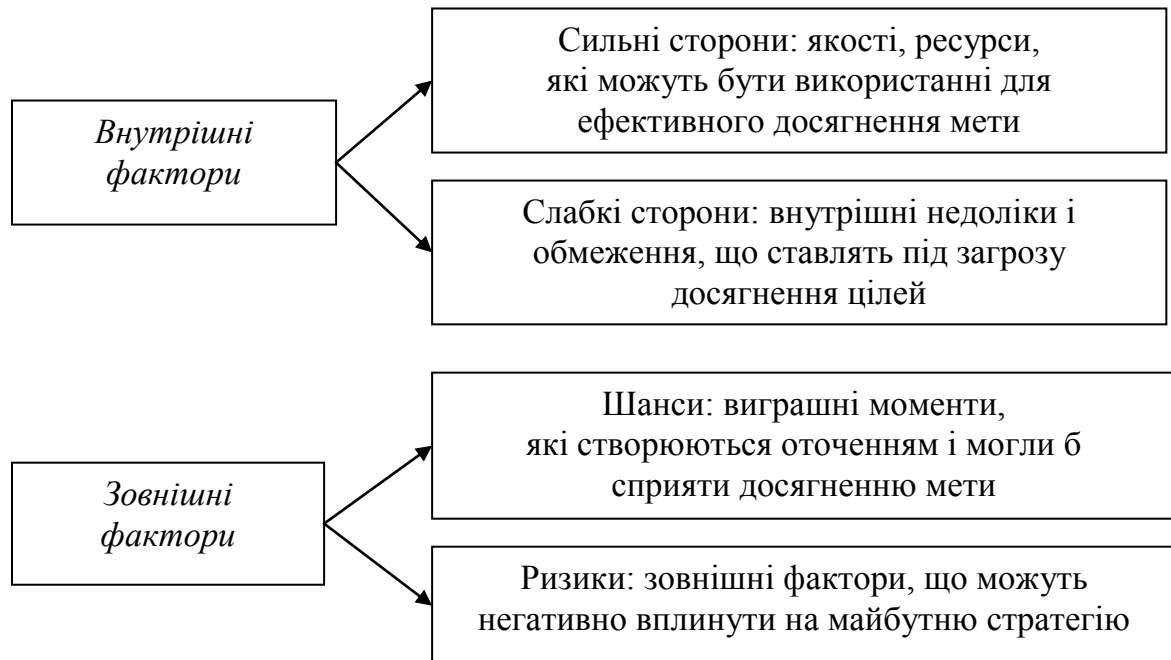 Внутрішні
фактори
Сильні сторони: якості, ресурси,
які можуть бути використанні для
ефективного досягнення мети
Слабкі сторони: внутрішні недоліки і
обмеження, що ставлять під загрозу
досягнення цілей
Зовнішні
фактори
Шанси: виграшні моменти,
які створюються оточенням і могли б
сприяти досягненню мети
Ризики: зовнішні фактори, що можуть
негативно вплинути на майбутню стратегію